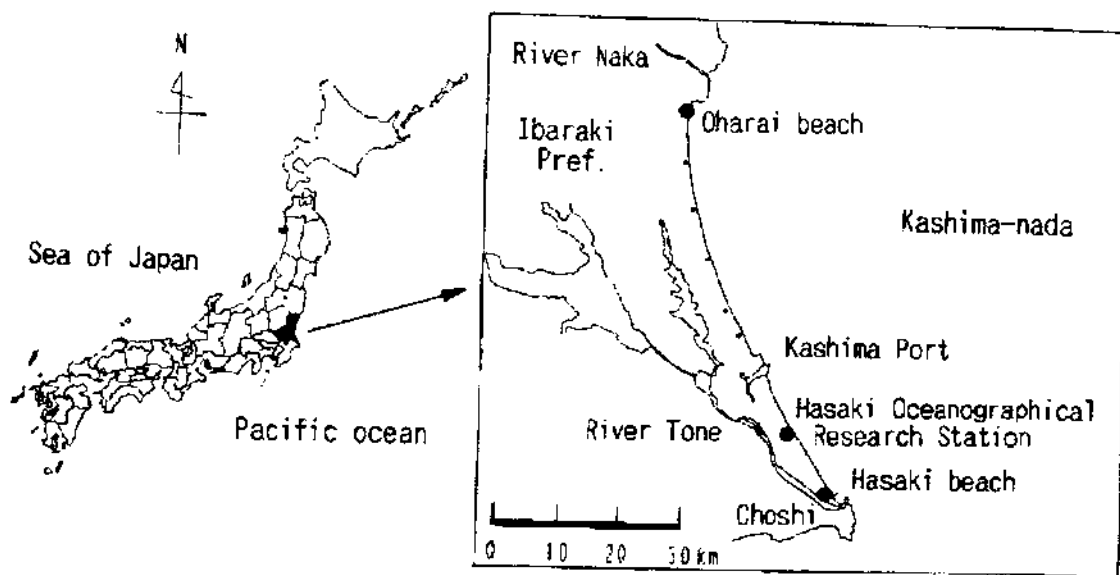 N
Sea of Japan
Pacific ocean
River Naka
Oharai beach
Ibaraki
Pref.
Kashima-nada
Kashima Port
Hasaki Oceanographical
Research Station
River Tone
Hasaki beach
Choshi
0 10 20 30 km